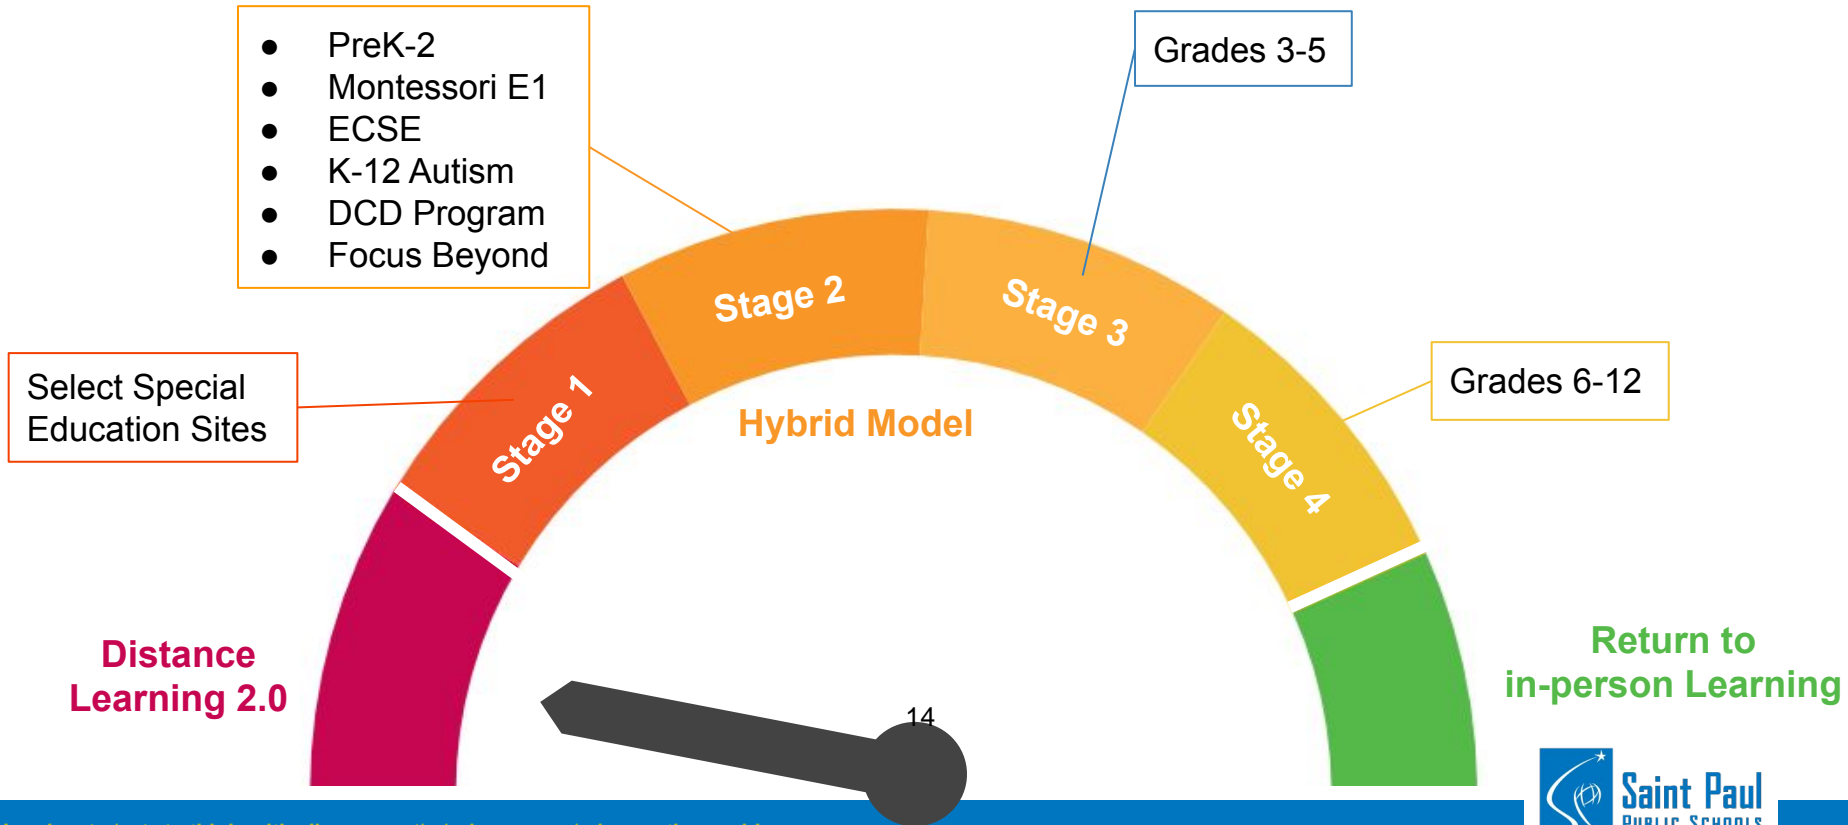 ● PreK-2
● Montessori E1
● ECSE
● K-12 Autism
● DCD Program
● Focus Beyond
Grades 3-5
Stage 2
Stage 3
Select Special
Education Sites
Stage 1
Hybrid Model
Grades 6-12
Stage 4
Distance
Learning 2.0
Return to
in-person Learning
14
Saint Paul
PUBLIC SCHOOLS